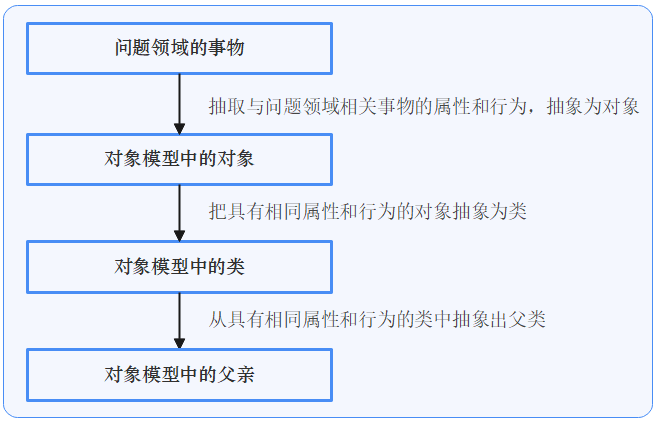 问题领域的事物
抽取与问题领域相关事物的属性和行为，抽象为对象
对象模型中的对象
把具有相同属性和行为的对象抽象为类
对象模型中的类
从具有相同属性和行为的类中抽象出父类
对象模型中的父亲